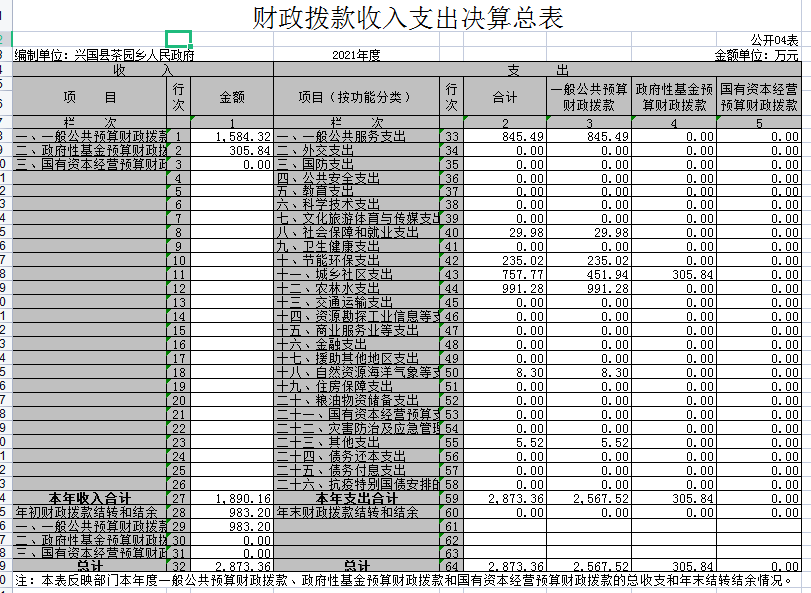 财政拨款收入支出决算总表
公开04表
编制单位：兴国县茶园乡人民政府 2021年度 金额单位：万元
收 入 支 出
项 目 行次 金额 项目（按功能分类） 行次 合计 一般公共预算财政拨款 政府性基金预算财政拨款 国有资本经营预算财政拨款
栏 次 1 栏 次 2 3 4 5
一、一般公共预算财政拨款 1 1,584.32 一、一般公共服务支出 33 845.49 845.49 0.00 0.00
二、政府性基金预算财政拨 2 305.84 二、外交支出 34 0.00 0.00 0.00 0.00
三、国有资本经营预算财政 3 0.00 三、国防支出 35 0.00 0.00 0.00 0.00
4 四、公共安全支出 36 0.00 0.00 0.00 0.00
5 五、教育支出 37 0.00 0.00 0.00 0.00
6 六、科学技术支出 38 0.00 0.00 0.00 0.00
7 七、文化旅游体育与传媒支出 39 0.00 0.00 0.00 0.00
8 八、社会保障和就业支出 40 29.98 29.98 0.00 0.00
9 九、卫生健康支出 41 0.00 0.00 0.00 0.00
10 十、节能环保支出 42 235.02 235.02 0.00 0.00
11 十一、城乡社区支出 43 757.77 451.94 305.84 0.00
12 十二、农林水支出 44 991.28 991.28 0.00 0.00
13 十三、交通运输支出 45 0.00 0.00 0.00 0.00
14 十四、资源勘探工业信息等支 46 0.00 0.00 0.00 0.00
15 十五、商业服务业等支出 47 0.00 0.00 0.00 0.00
16 十六、金融支出 48 0.00 0.00 0.00 0.00
17 十七、援助其他地区支出 49 0.00 0.00 0.00 0.00
18 十八、自然资源海洋气象等支 50 8.30 8.30 0.00 0.00
19 十九、住房保障支出 51 0.00 0.00 0.00 0.00
20 二十、粮油物资储备支出 52 0.00 0.00 0.00 0.00
21 二十一、国有资本经营预算支 53 0.00 0.00 0.00 0.00
22 二十二、灾害防治及应急管理 54 0.00 0.00 0.00 0.00
23 二十三、其他支出 55 5.52 5.52 0.00 0.00
24 二十四、债务还本支出 56 0.00 0.00 0.00 0.00
25 二十五、债务付息支出 57 0.00 0.00 0.00 0.00
26 二十六、抗疫特别国债安排的 58 0.00 0.00 0.00 0.00
本年收入合计 27 1,890.16 本年支出合计 59 2,873.36 2,567.52 305.84 0.00
年初财政拨款结转和结余 28 983.20 年末财政拨款结转和结余 60 0.00 0.00 0.00 0.00
一、一般公共预算财政拨款 29 983.20 61
二、政府性基金预算财政拨 30 0.00 62
三、国有资本经营预算财政 31 0.00 63
总计 32 2,873.36 总计 64 2,873.36 2,567.52 305.84 0.00
注：本表反映部门本年度一般公共预算财政拨款、政府性基金预算财政拨款和国有资本经营预算财政拨款的总收支和年末结转结余情况。